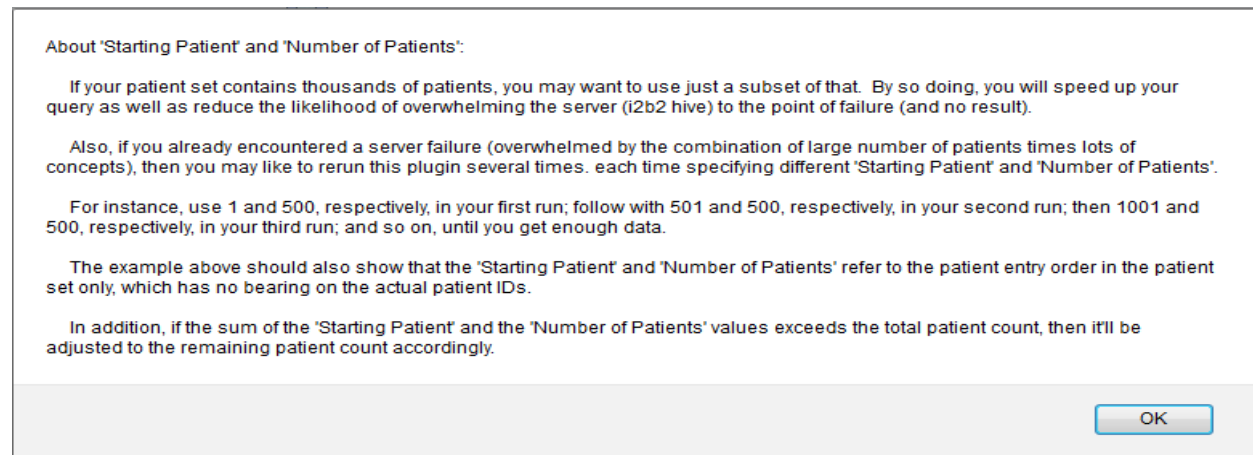 About 'Starting Patient' and 'Number of Patients':
If your patient set contains thousands of patients, you may want to use just a subset of that.  By so doing, you will speed up your
query as well as reduce the likelihood of overwhelming the server (i2b2 hive) to the point of failure (and no result).
Also, if you already encountered a server failure (overwhelmed by the combination of large number of patients times lots of
concepts), then you may like to rerun this plugin several times. each time specifying different 'Starting Patient' and 'Number of Patients'.
For instance, use 1 and 500, respectively, in your first run; follow with 501 and 500, respectively, in your second run; then 1001 and
500, respectively, in your third run; and so on, until you get enough data.
The example above should also show that the 'Starting Patient' and 'Number of Patients' refer to the patient entry order in the patient
set only, which has no bearing on the actual patient IDs.
In addition, if the sum of the 'Starting Patient' and the 'Number of Patients' values exceeds the total patient count, then it'll be
adjusted to the remaining patient count accordingly.
OK